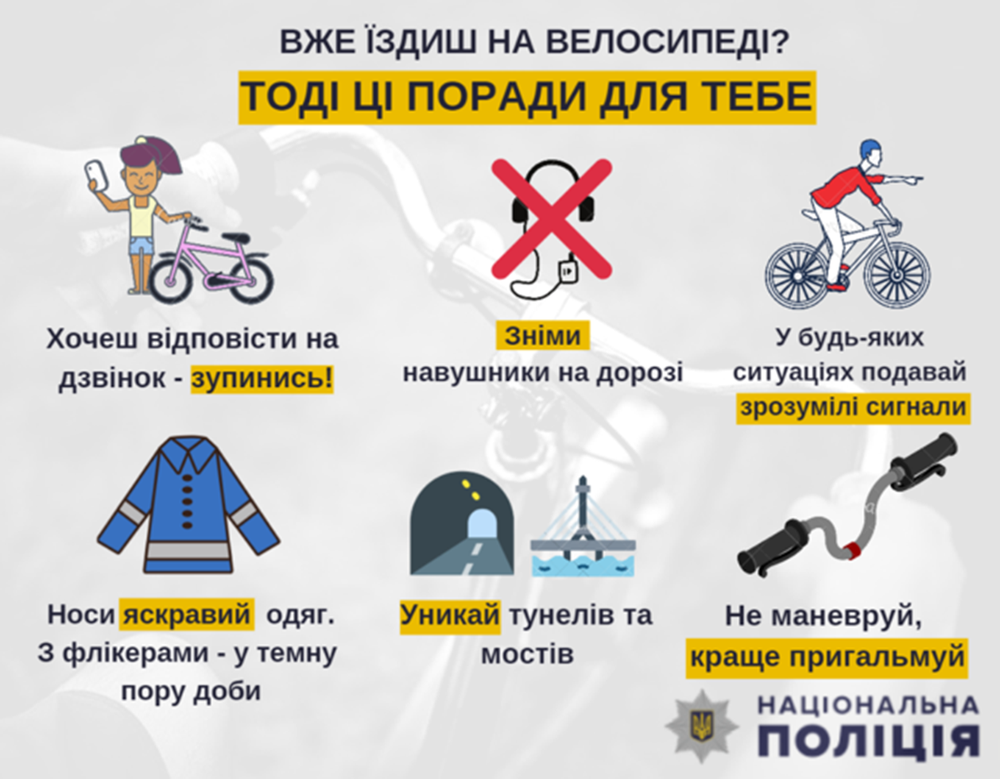 ВЖЕ ЇЗДИШ НА ВЕЛОСИПЕДІ?
ТОДІ ЦІ ПОРАДИ ДЛЯ ТЕБЕ
Хочеш відповісти на
дзвінок - зупинись!
Зніми
навушники на дорозі
У будь-яких
ситуаціях подавай
зрозумілі сигнали
Носи яскравий одяг.
З флікерами - у темну
пору доби
Уникай тунелів та
мостів
Не маневруй,
краще пригальмуй
НАЦІОНАЛЬНА
ПОЛІЦІЯ